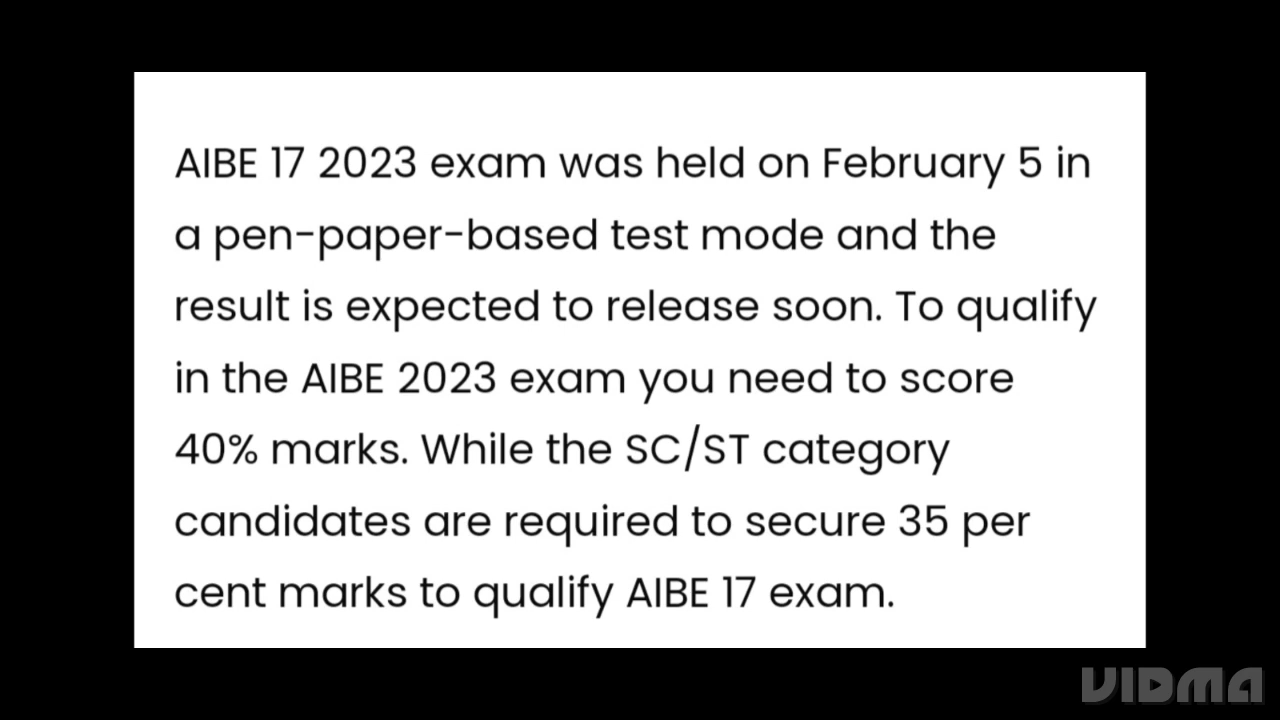 AIBE 17 2023 exam was held on February 5 in
a pen-paper-based test mode and the
result is expected to release soon. To qualify
in the AIBE 2023 exam you need to score
40% marks. While the SC/ST category
candidates are required to secure 35 per
cent marks to qualify AIBE 17 exam.
VIDMA